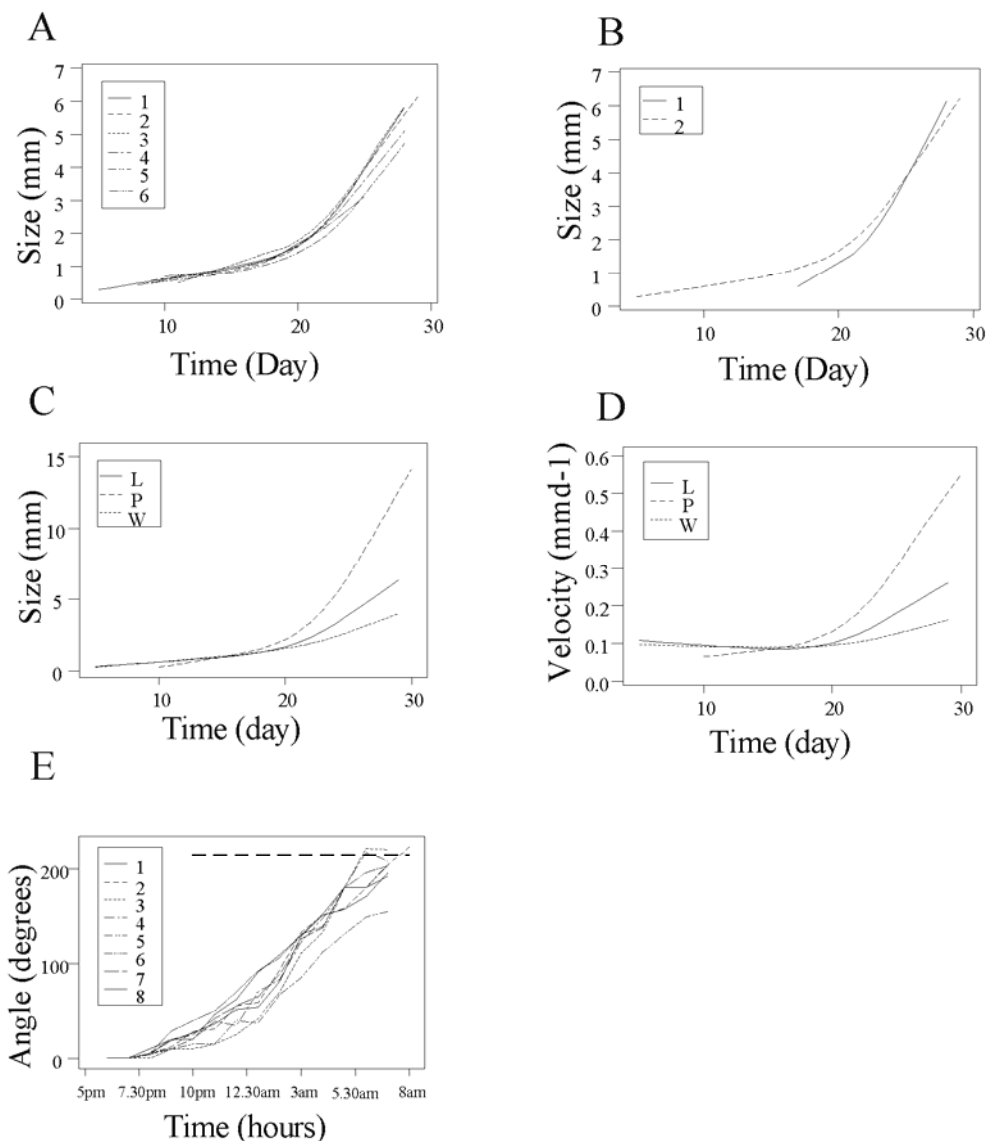 A
7
6
5
4
3
2
1
0
Size (mm)
1
2
3
4
5
6
10
20
30
Time (Day)
B
7
6
5
4
3
2
1
0
Size (mm)
1
2
10
20
30
Time (Day)
C
15
10
5
0
Size (mm)
L
P
W
10
20
30
Time (day)
D
0.6
0.5
0.4
0.3
0.2
0.1
0.0
Velocity (mmd-1)
L
P
W
10
20
30
Time (day)
E
200
100
0
Angle (degrees)
1
2
3
4
5
6
7
8
5pm
7.30pm
10pm
12.30am
3am
5.30am
8am
Time (hours)